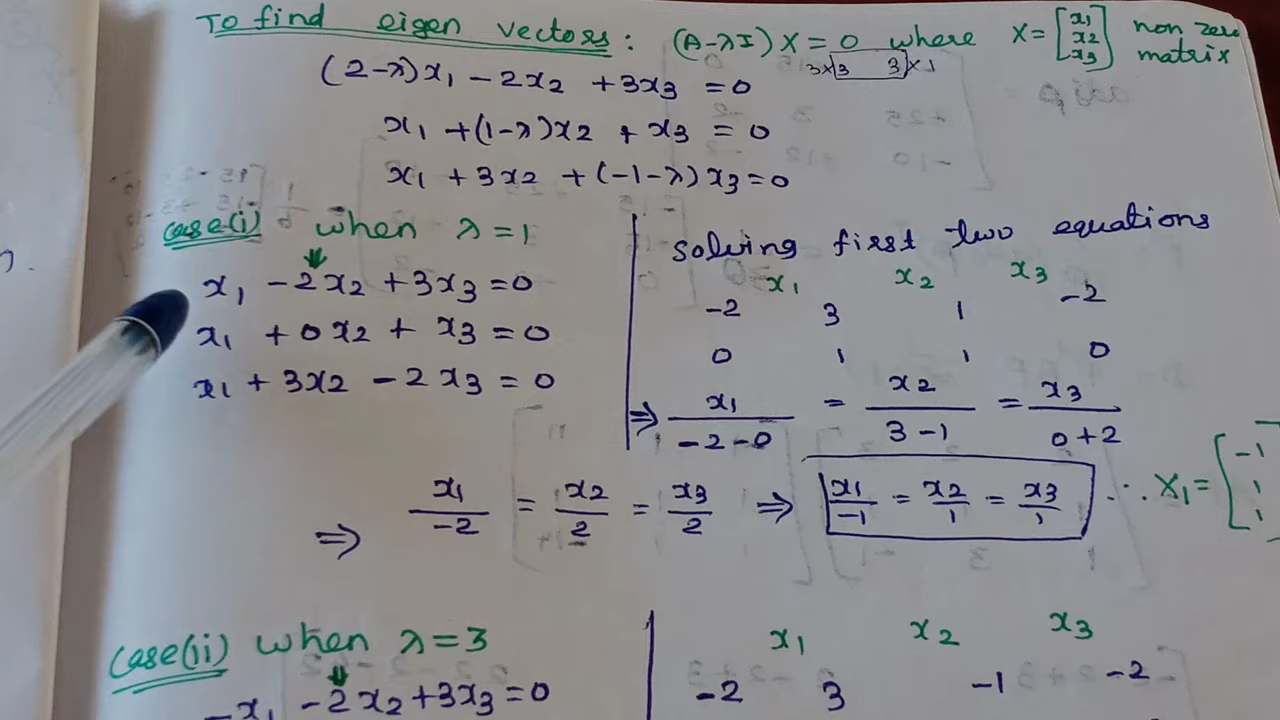 To find eigen vectors: (A-λI)X=0 where X=[x₁ x₂ x₃] non zero matrix
3×3 3×1
(2-λ)x₁ - 2x₂ + 3x₃ = 0
x₁ + (1-λ)x₂ + x₃ = 0
x₁ + 3x₂ + (-1-λ)x₃ = 0
case(i) when λ=1
x₁ - 2x₂ + 3x₃ = 0
x₁ + 0x₂ + x₃ = 0
x₁ + 3x₂ - 2x₃ = 0
solving first two equations
x₁ x₂ x₃
-2 3 1 -2
0 1 1 0
⇒ x₁/(-2-0) = x₂/(3-1) = x₃/(0+2)
⇒ x₁/-2 = x₂/2 = x₃/2 ⇒ x₁/-1 = x₂/1 = x₃/1 ∴ X₁ = [-1 1 1
case(ii) when λ=3
-x₁ - 2x₂ + 3x₃ = 0
x₁ x₂ x₃
-2 3 -1 -2